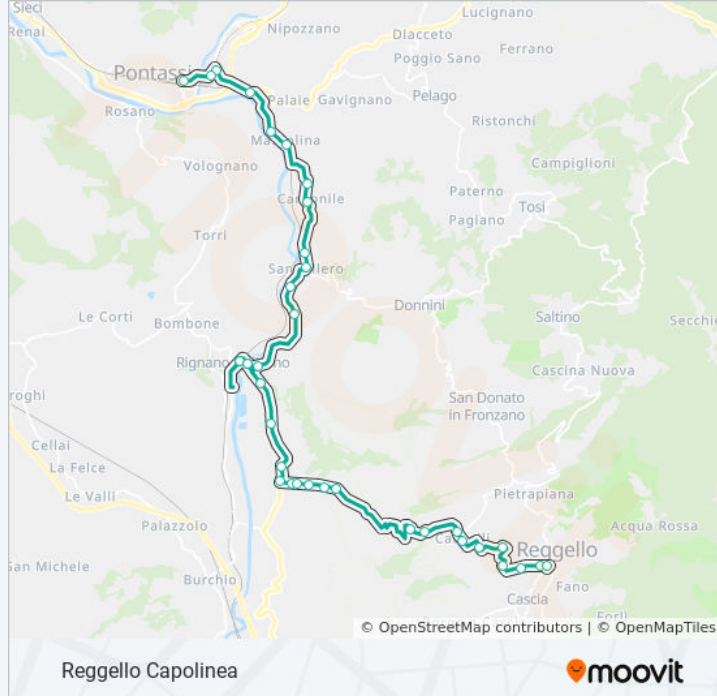 Sieci
Renai
Nipozzano
Lucignano
Diacceto
Ferrano
Poggio Sano
Pontassi
Palaie
Gavignano
Pelago
Rosano
Ristonchi
Volognano
Campiglioni
Paterno
Tosi
Pagiano
Torri
Donnini
Saltino
Le Corti
Bombone
Secchie
Rignano
Cascina Nuova
San Donato
in Fronzano
Cellai
La Felce
Le Valli
Pietrapiana
Palazzolo
Acqua Rossa
Reggello
San Michele
Burchio
Fano
Cascia
© OpenStreetMap contributors | © OpenMapTiles
Reggello Capolinea
moovit